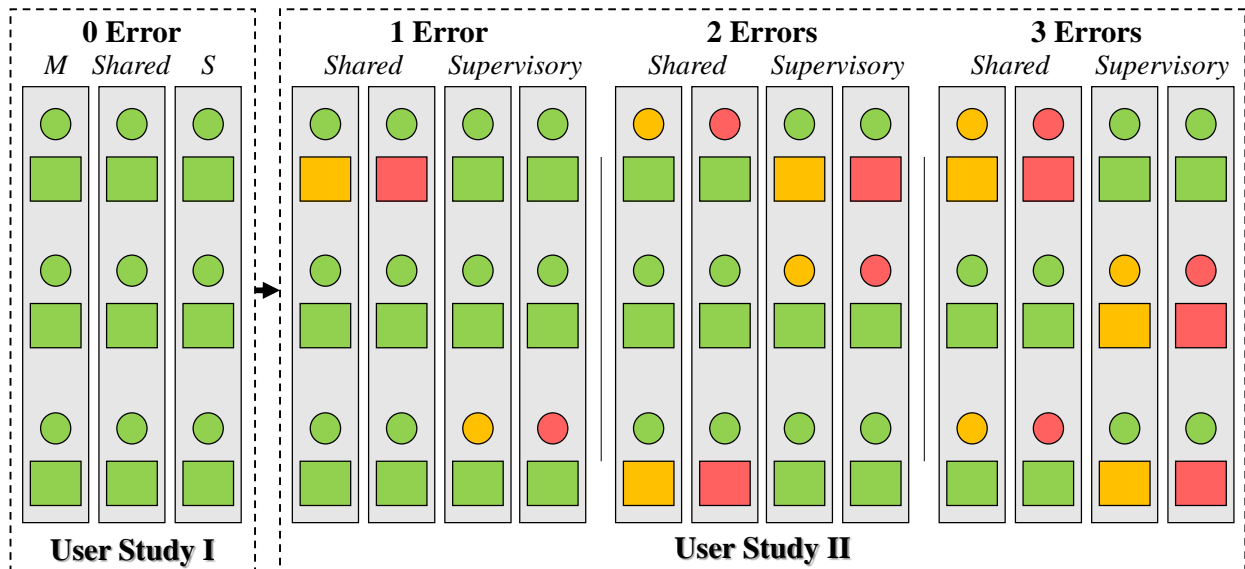 0 Error
1 Error
2 Errors
3 Errors
M Shared S
Shared Supervisory
Shared Supervisory
Shared Supervisory
User Study I
User Study II